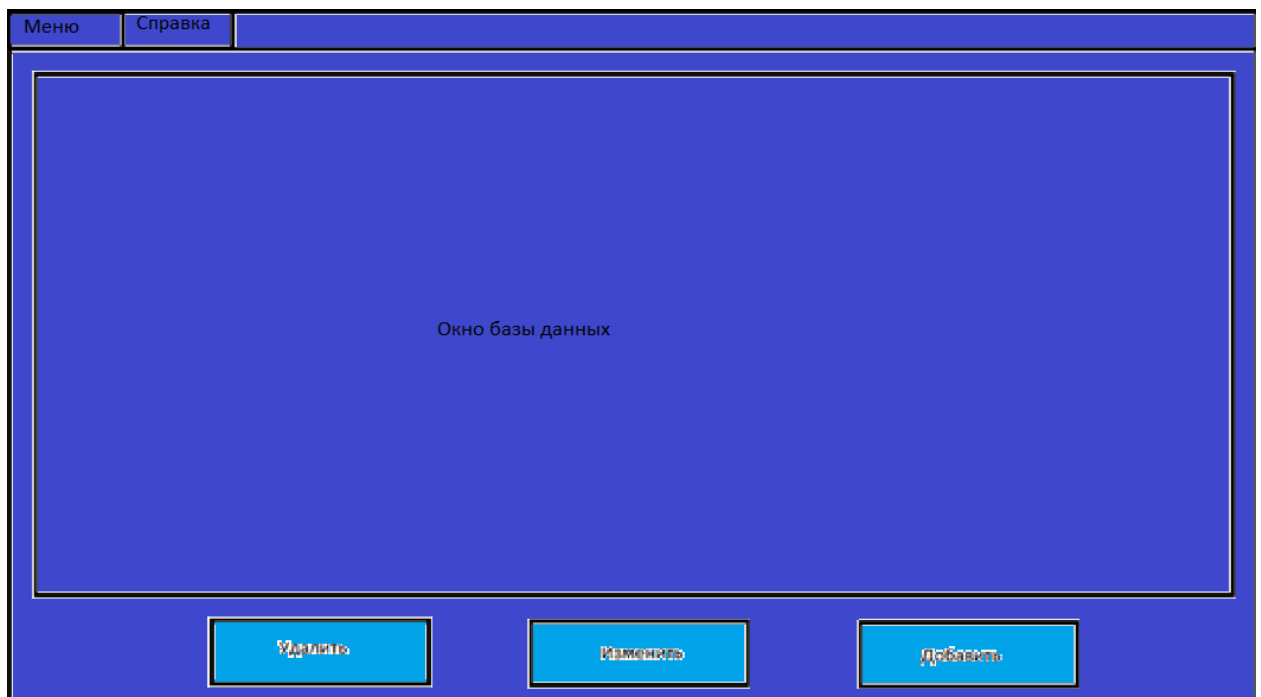 Меню
Справка
Окно базы данных
Удалить
Изменить
Добавить